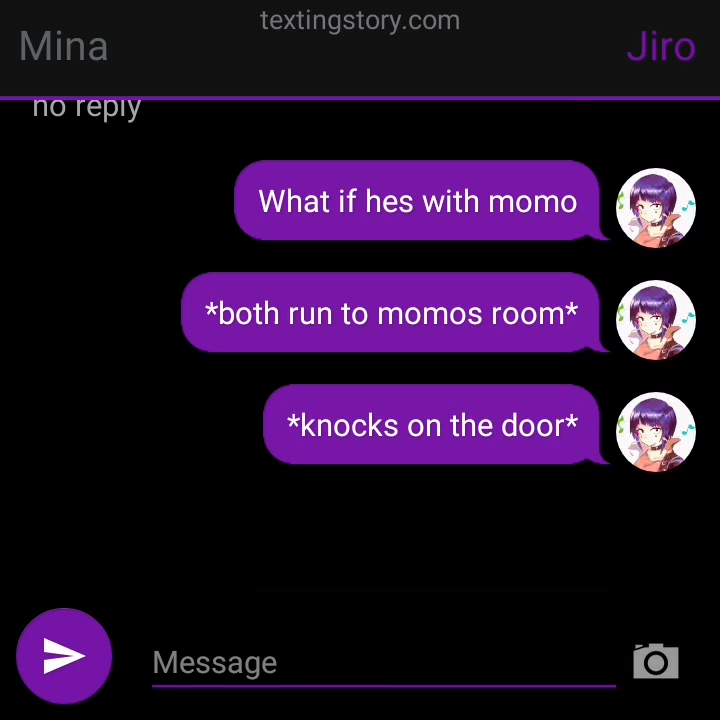 textingstory.com
Mina
Jiro
no reply
What if hes with momo
*both run to momos room*
*knocks on the door*
Message